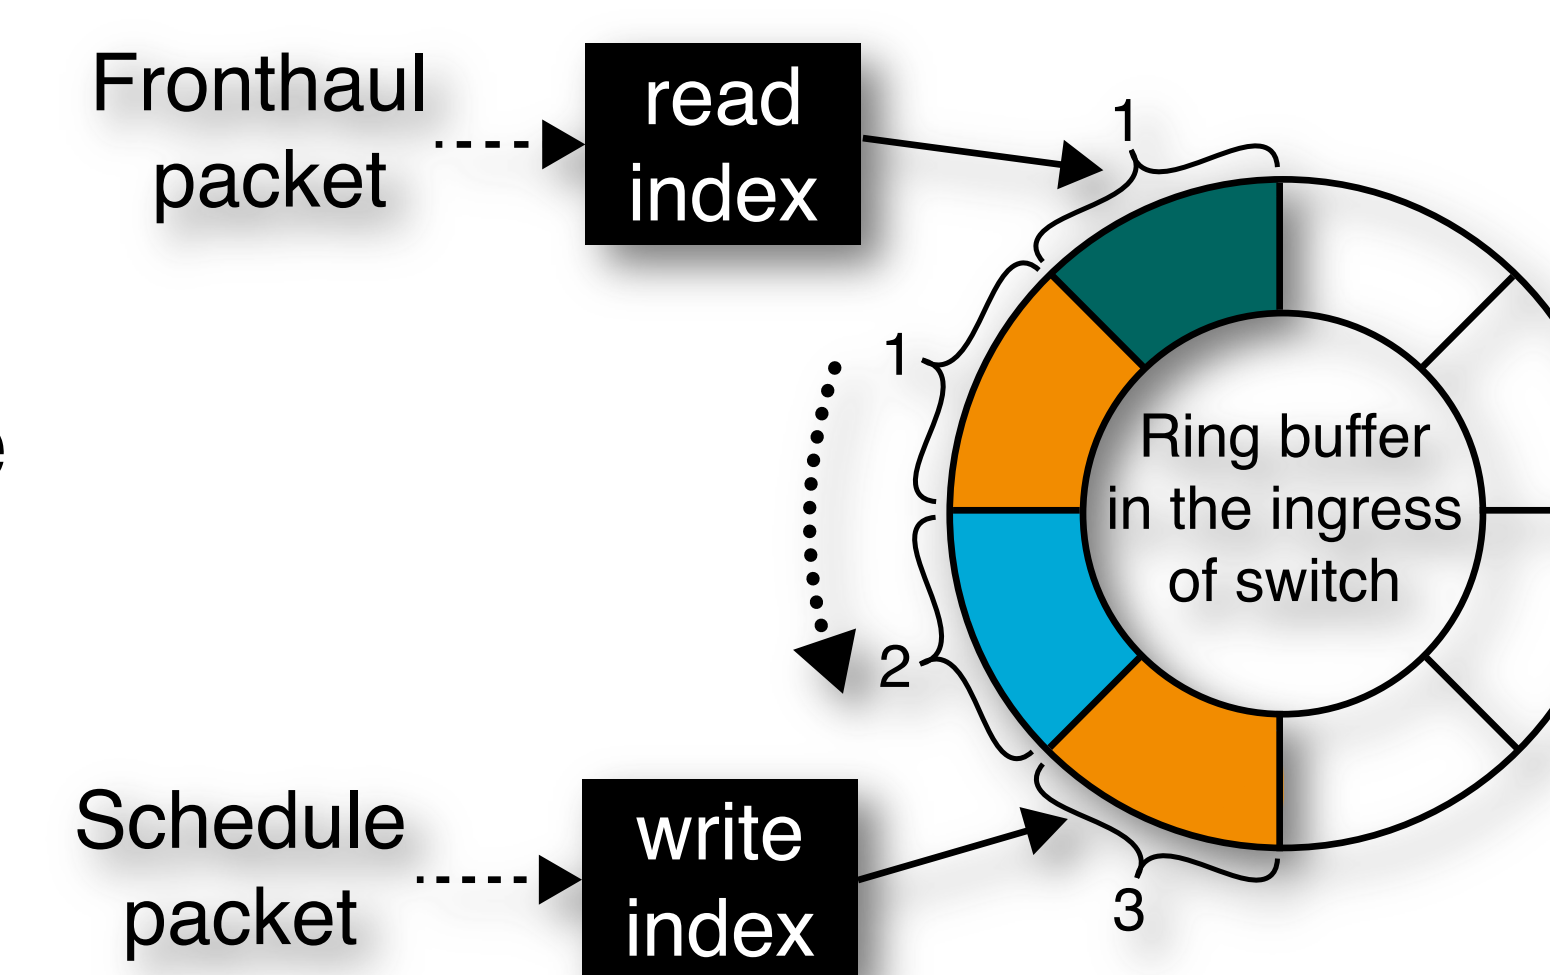 Fronthaul
packet
read
index
1
1
e
Ring buffer
in the ingress
of switch
2
Schedule
packet
write
index
3